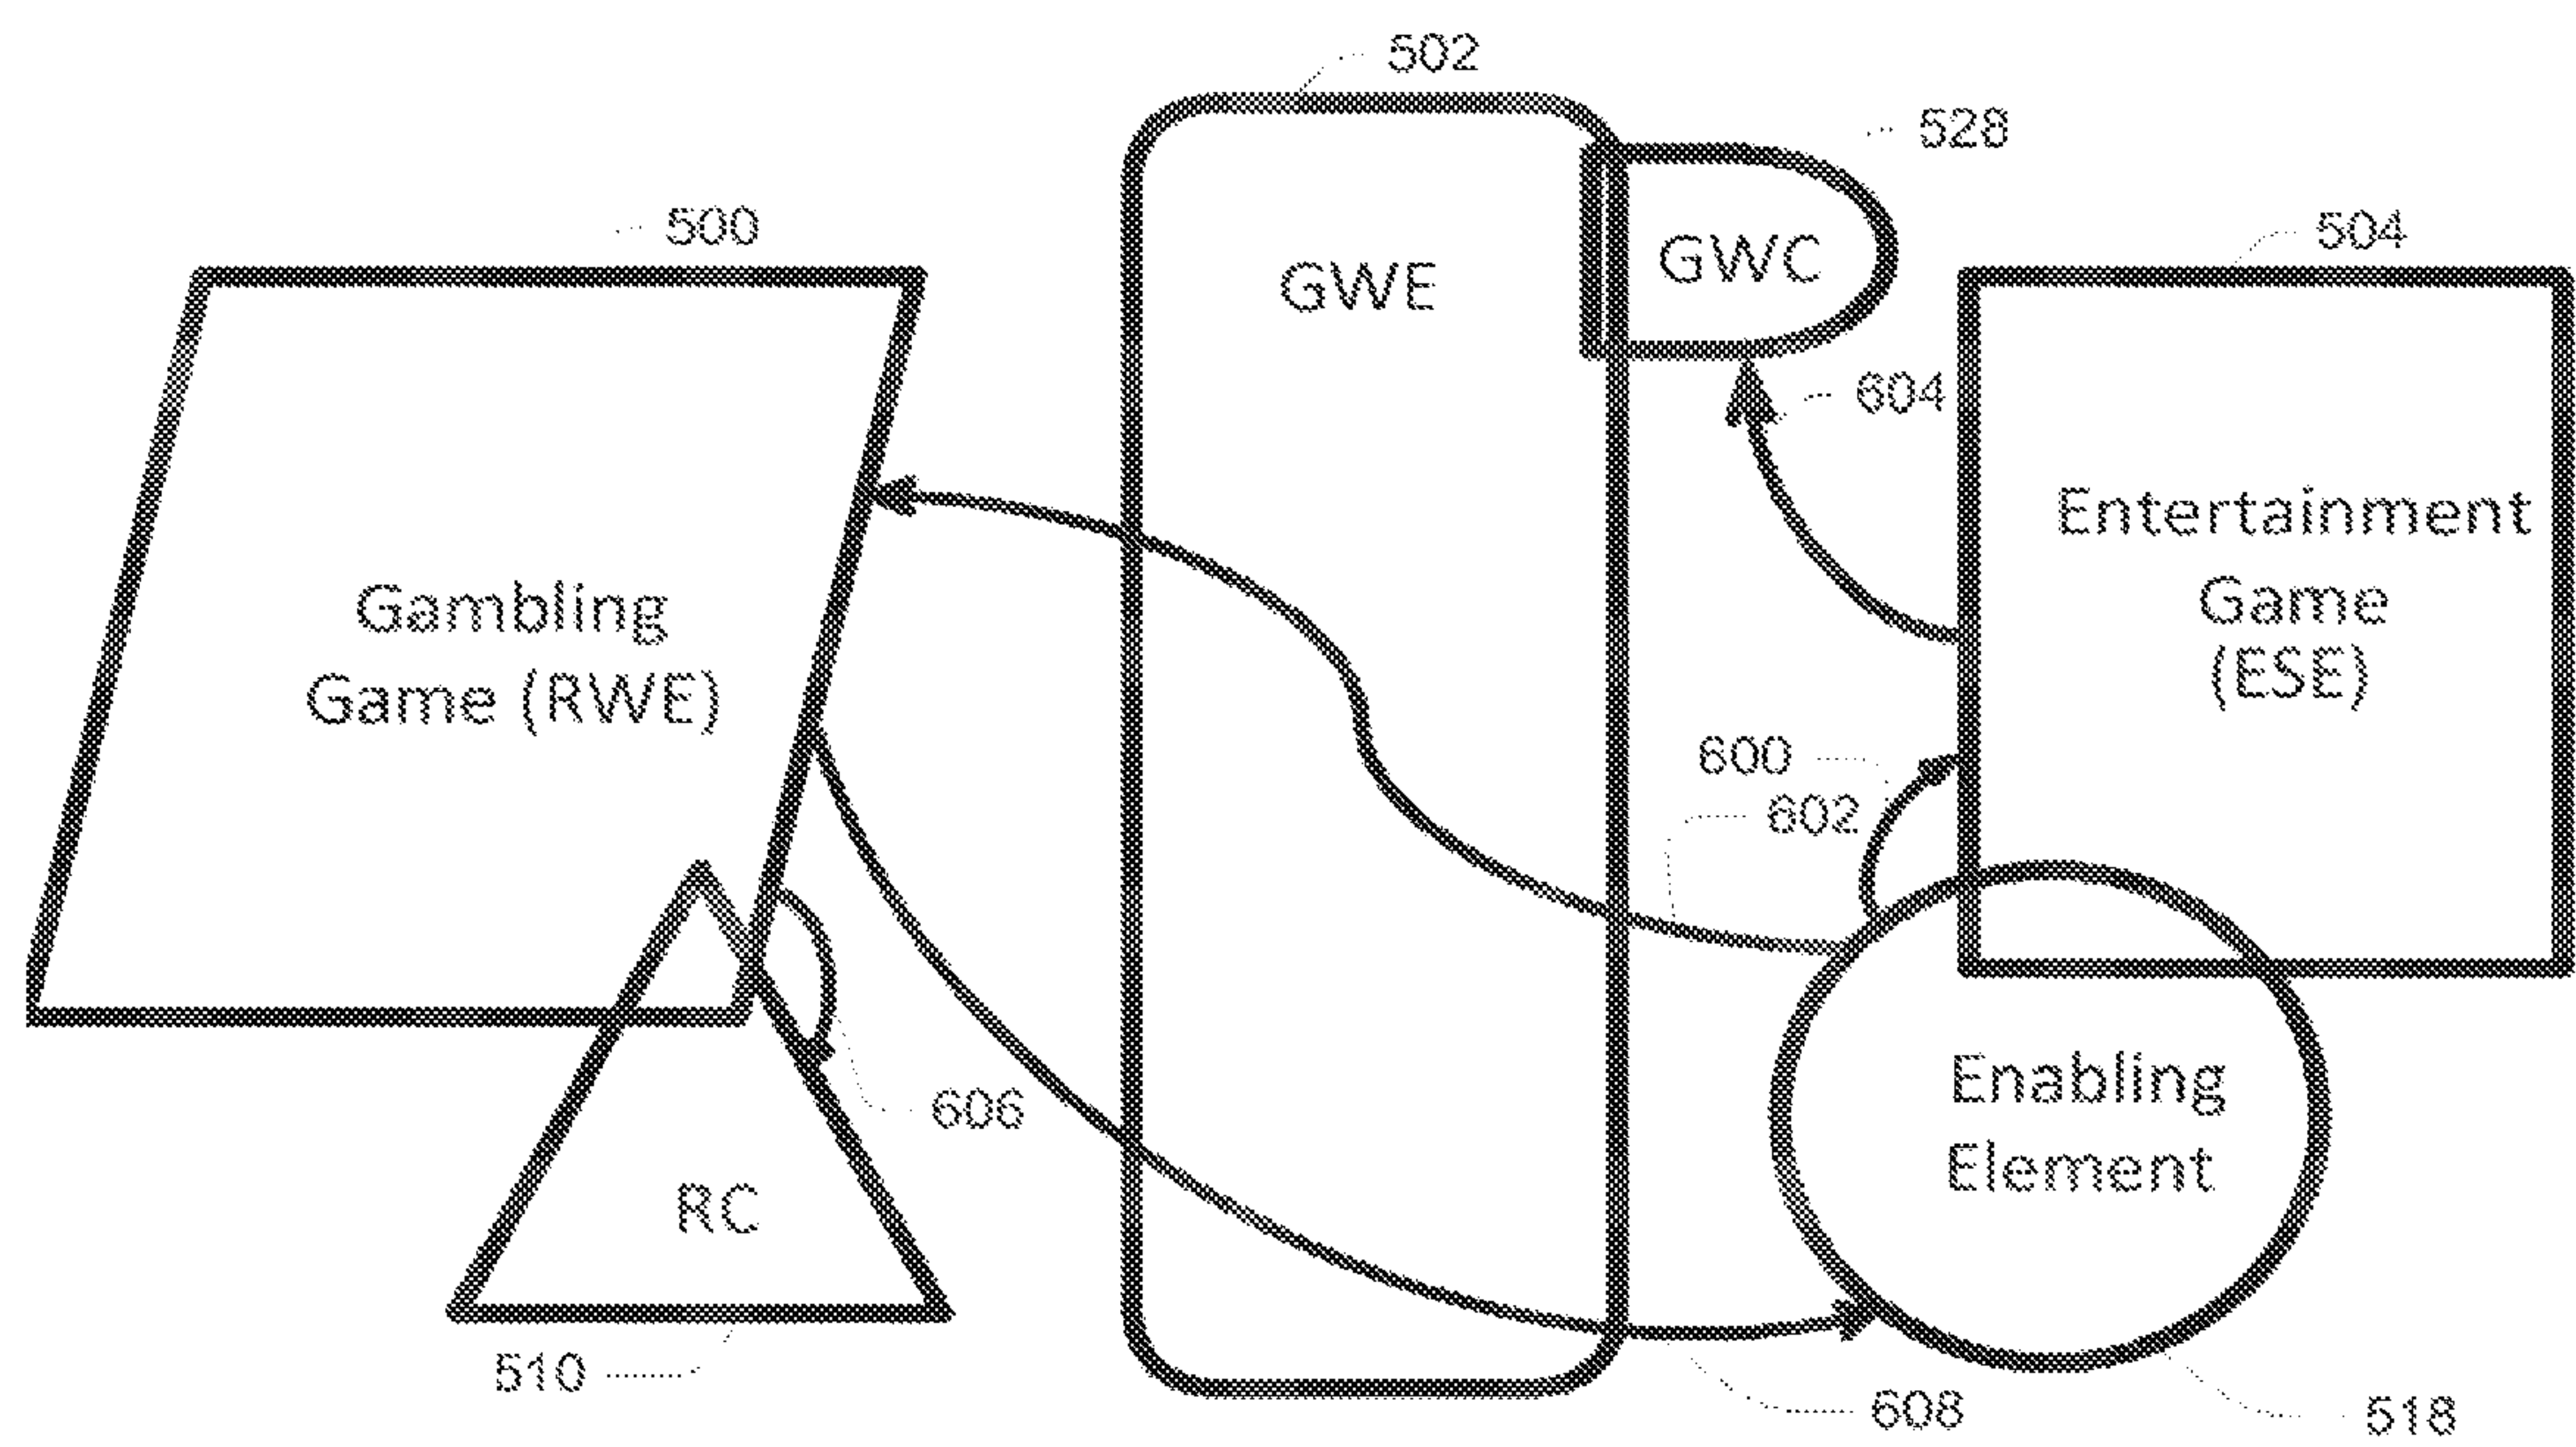 502
528
500
504
GWE
GWC
604
Entertainment
Game
(ESE)
Gambling
Game (RWE)
600
602
606
Enabling
Element
RC
510
608
518